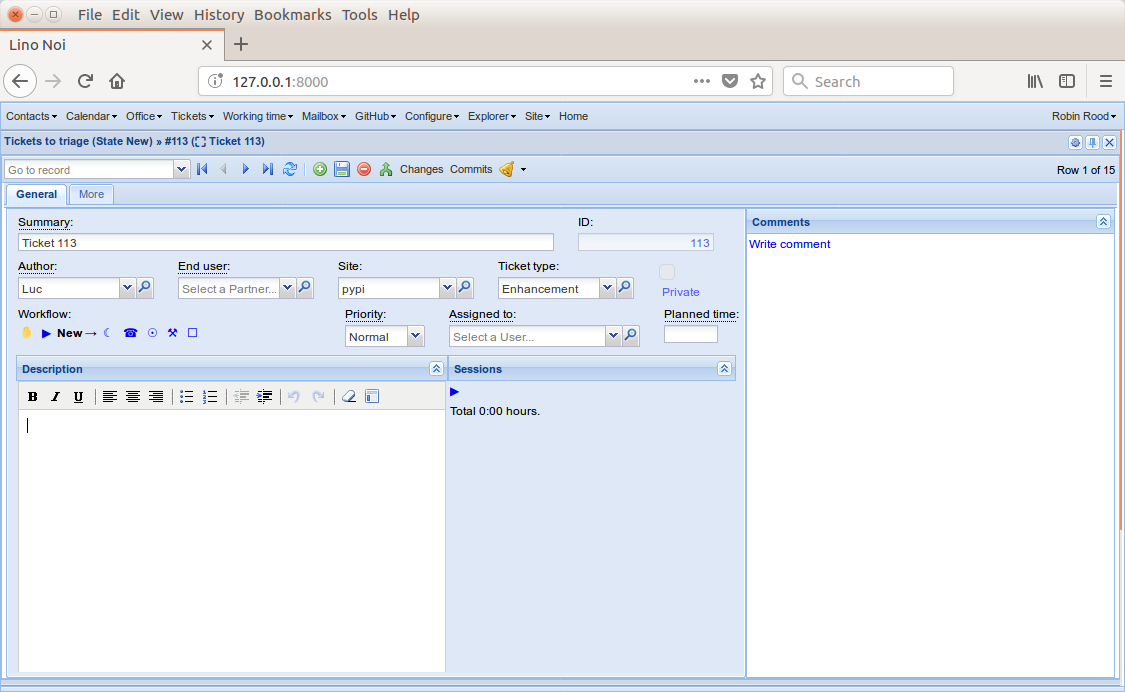 File Edit View History Bookmarks Tools Help
Lino Noi
127.0.0.1:8000
Search
Contacts Calendar Office Tickets Working time Mailbox GitHub Configure Explorer Site Home Robin Rood
Tickets to triage (State New) » #113 (⛶ Ticket 113)
Go to record Changes Commits Row 1 of 15
General More
Summary: ID:
Ticket 113 113
Author: End user: Site: Ticket type:
Luc Select a Partner... pypi Enhancement Private
Workflow: Priority: Assigned to: Planned time:
New → Normal Select a User...
Description Sessions
B I U
Total 0:00 hours.
Comments
Write comment